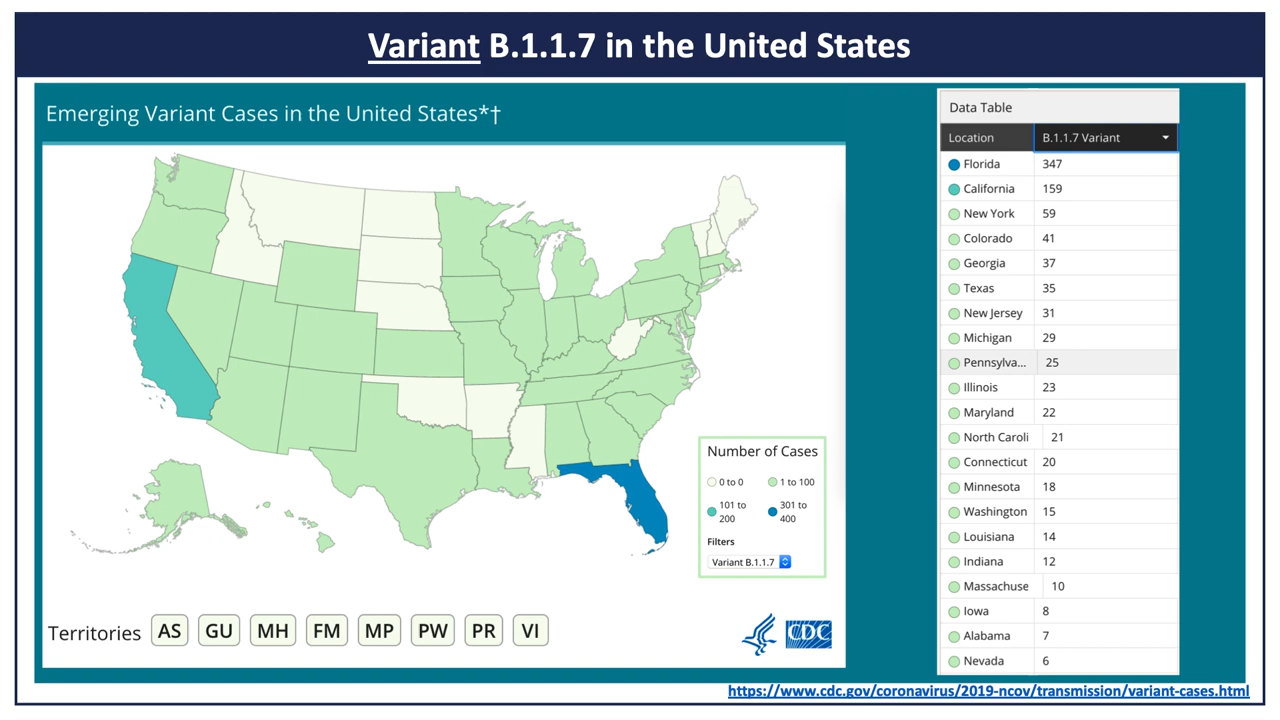 Variant B.1.1.7 in the United States
Emerging Variant Cases in the United States*†
Number of Cases
0 to 0
1 to 100
101 to 200
301 to 400
Filters
Variant B.1.1.7
Territories AS GU MH FM MP PW PR VI
CDC
Data Table
Location B.1.1.7 Variant
Florida 347
California 159
New York 59
Colorado 41
Georgia 37
Texas 35
New Jersey 31
Michigan 29
Pennsylva... 25
Illinois 23
Maryland 22
North Caroli 21
Connecticut 20
Minnesota 18
Washington 15
Louisiana 14
Indiana 12
Massachuse 10
Iowa 8
Alabama 7
Nevada 6
https://www.cdc.gov/coronavirus/2019-ncov/transmission/variant-cases.html